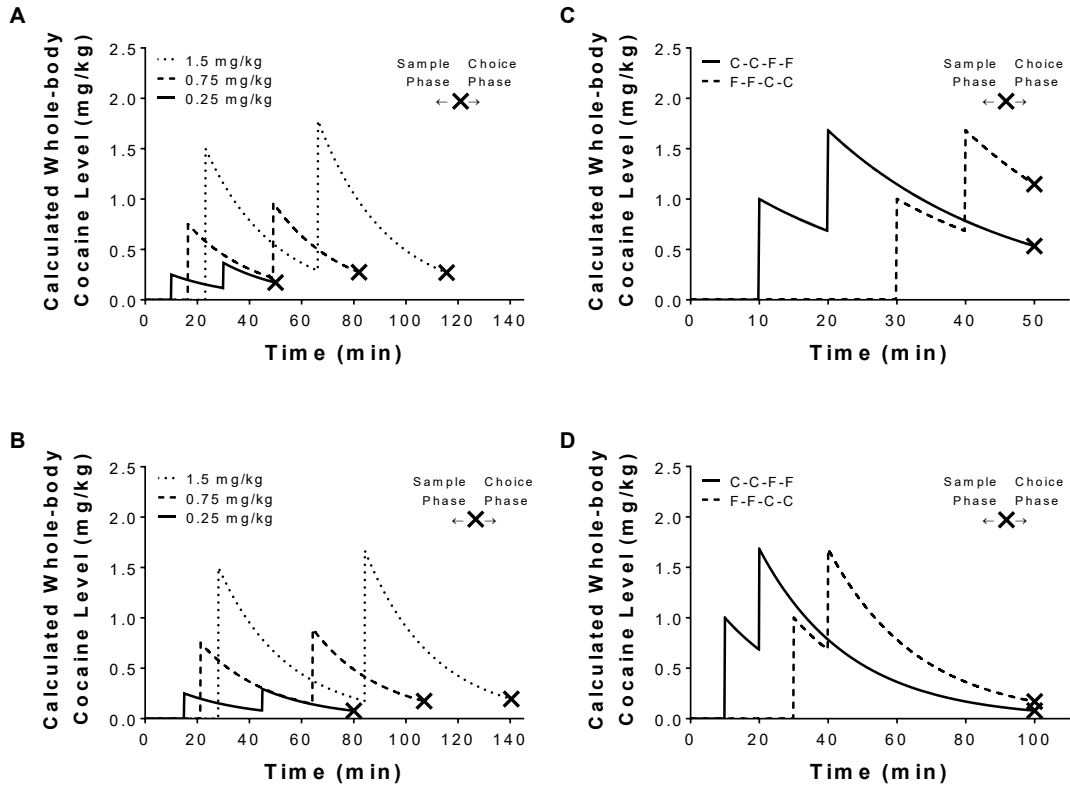 A
Calculated Whole-body
Cocaine Level (mg/kg)
2.5
2.0
1.5
1.0
0.5
0.0
1.5 mg/kg
0.75 mg/kg
0.25 mg/kg
Sample Choice
Phase Phase
← →
0 20 40 60 80 100 120 140
Time (min)
C
Calculated Whole-body
Cocaine Level (mg/kg)
2.5
2.0
1.5
1.0
0.5
0.0
C-C-F-F
F-F-C-C
Sample Choice
Phase Phase
← →
0 10 20 30 40 50
Time (min)
B
Calculated Whole-body
Cocaine Level (mg/kg)
2.5
2.0
1.5
1.0
0.5
0.0
1.5 mg/kg
0.75 mg/kg
0.25 mg/kg
Sample Choice
Phase Phase
← →
0 20 40 60 80 100 120 140
Time (min)
D
Calculated Whole-body
Cocaine Level (mg/kg)
2.5
2.0
1.5
1.0
0.5
0.0
C-C-F-F
F-F-C-C
Sample Choice
Phase Phase
← →
0 20 40 60 80 100
Time (min)